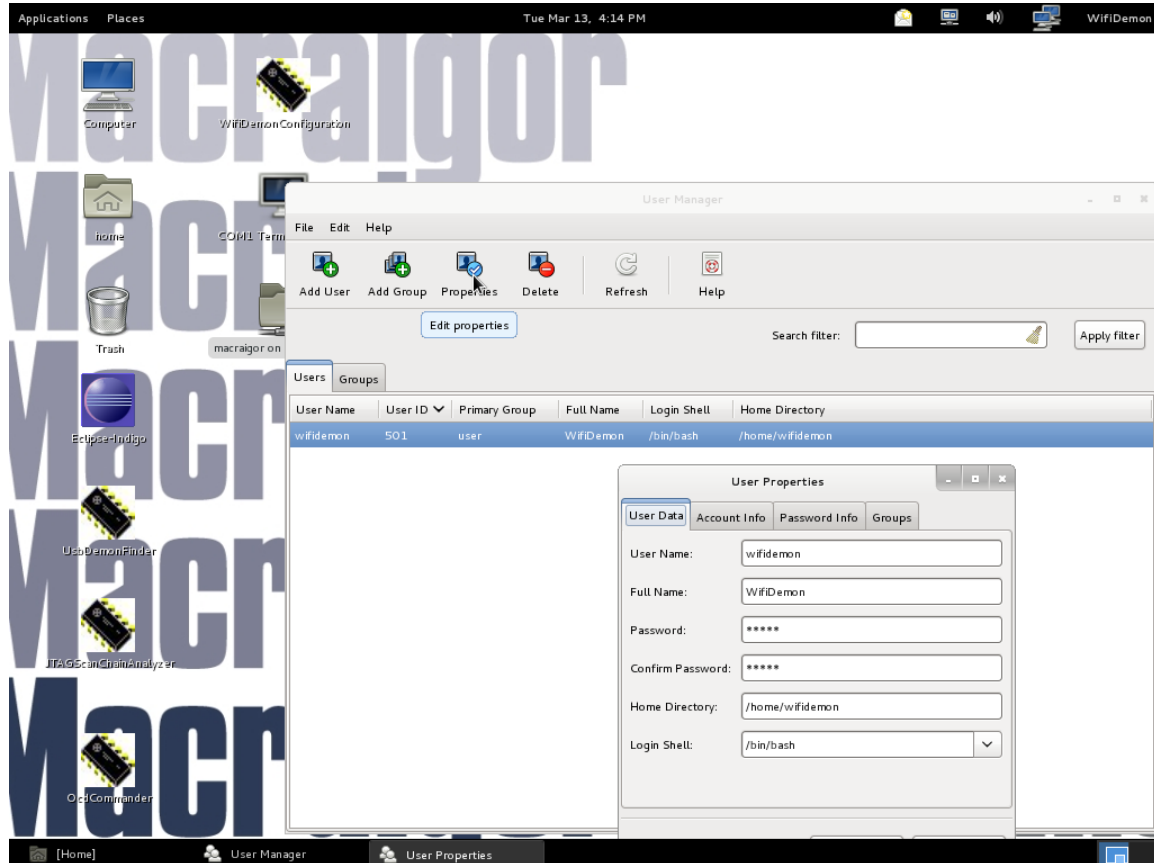 Applications Places Tue Mar 13, 4:14 PM WifiDemon
Macraigor
Computer
WifiDemonConfiguration
home
COM1 Term
Trash
macraigor on
Eclipse-Indigo
UsbDemonFinder
JTAGScanChainAnalyzer
OcdCommander
User Manager
File Edit Help
Add User Add Group Properties Delete Refresh Help
Edit properties
Search filter: Apply filter
Users Groups
User Name User ID Primary Group Full Name Login Shell Home Directory
wifidemon 501 user WifiDemon /bin/bash /home/wifidemon
User Properties
User Data Account Info Password Info Groups
User Name: wifidemon
Full Name: WifiDemon
Password: *****
Confirm Password: *****
Home Directory: /home/wifidemon
Login Shell: /bin/bash
[Home] User Manager User Properties